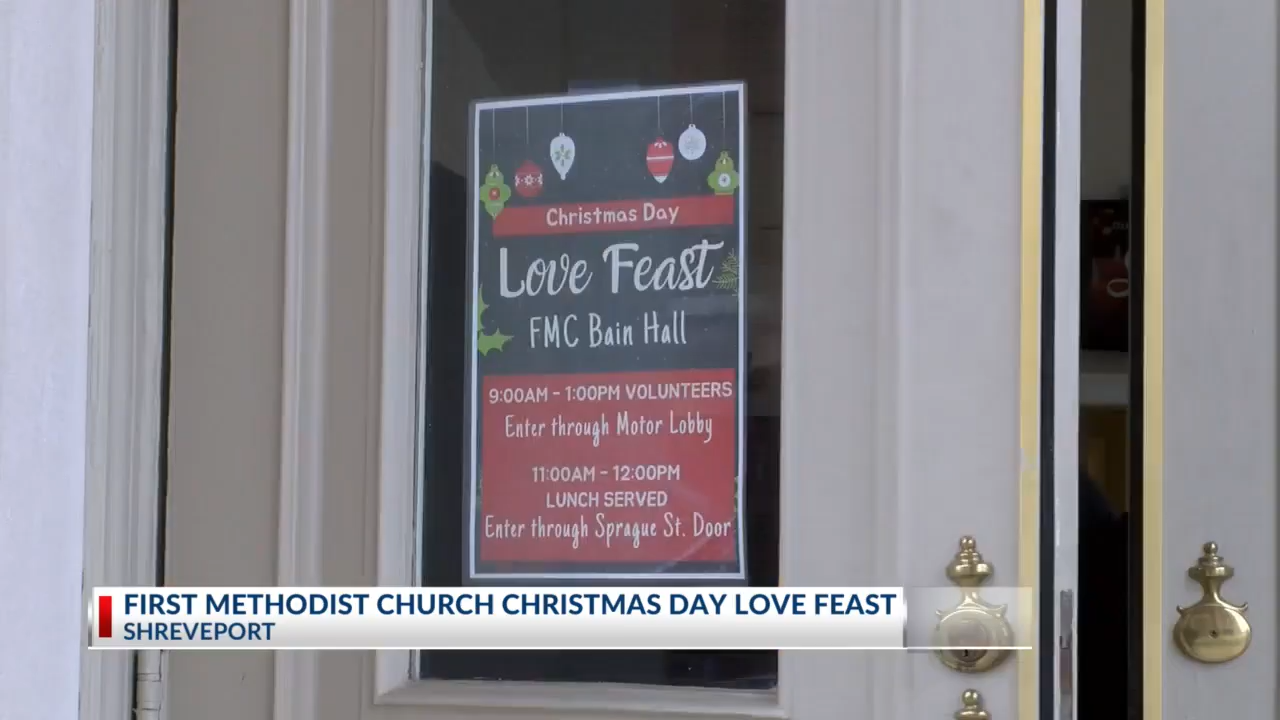 Christmas Day
Love Feast
FMC Bain Hall
9:00AM - 1:00PM VOLUNTEERS
Enter through Motor Lobby
11:00AM - 12:00PM
LUNCH SERVED
Enter through Sprague St. Door
FIRST METHODIST CHURCH CHRISTMAS DAY LOVE FEAST
SHREVEPORT